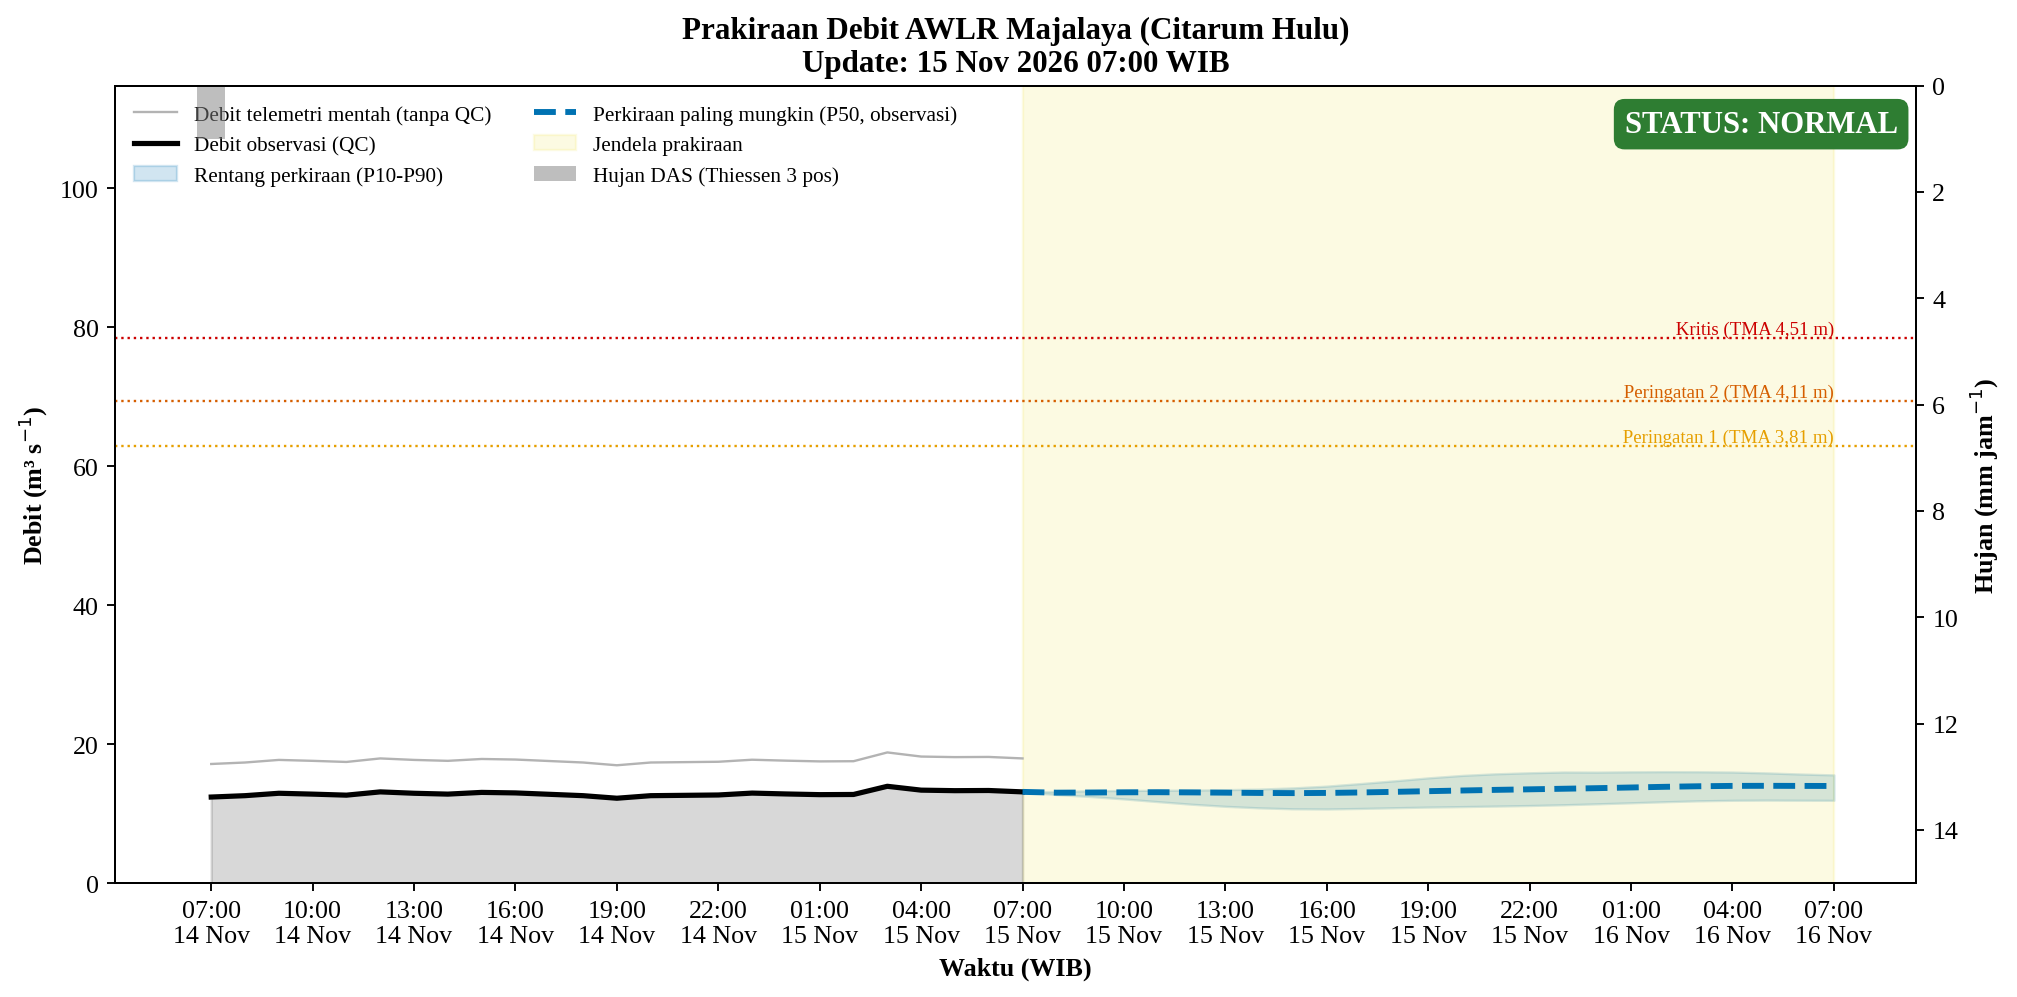 Prakiraan Debit AWLR Majalaya (Citarum Hulu)
Update: 15 Nov 2026 07:00 WIB
Debit telemetri mentah (tanpa QC)
Debit observasi (QC)
Rentang perkiraan (P10-P90)
Perkiraan paling mungkin (P50, observasi)
Jendela prakiraan
Hujan DAS (Thiessen 3 pos)
STATUS: NORMAL
Kritis (TMA 4,51 m)
Peringatan 2 (TMA 4,11 m)
Peringatan 1 (TMA 3,81 m)
Debit (m³ s⁻¹)
100
80
60
40
20
0
Hujan (mm jam⁻¹)
0
2
4
6
8
10
12
14
07:00 10:00 13:00 16:00 19:00 22:00 01:00 04:00 07:00 10:00 13:00 16:00 19:00 22:00 01:00 04:00 07:00
14 Nov 14 Nov 14 Nov 14 Nov 14 Nov 14 Nov 15 Nov 15 Nov 15 Nov 15 Nov 15 Nov 15 Nov 15 Nov 15 Nov 16 Nov 16 Nov 16 Nov
Waktu (WIB)